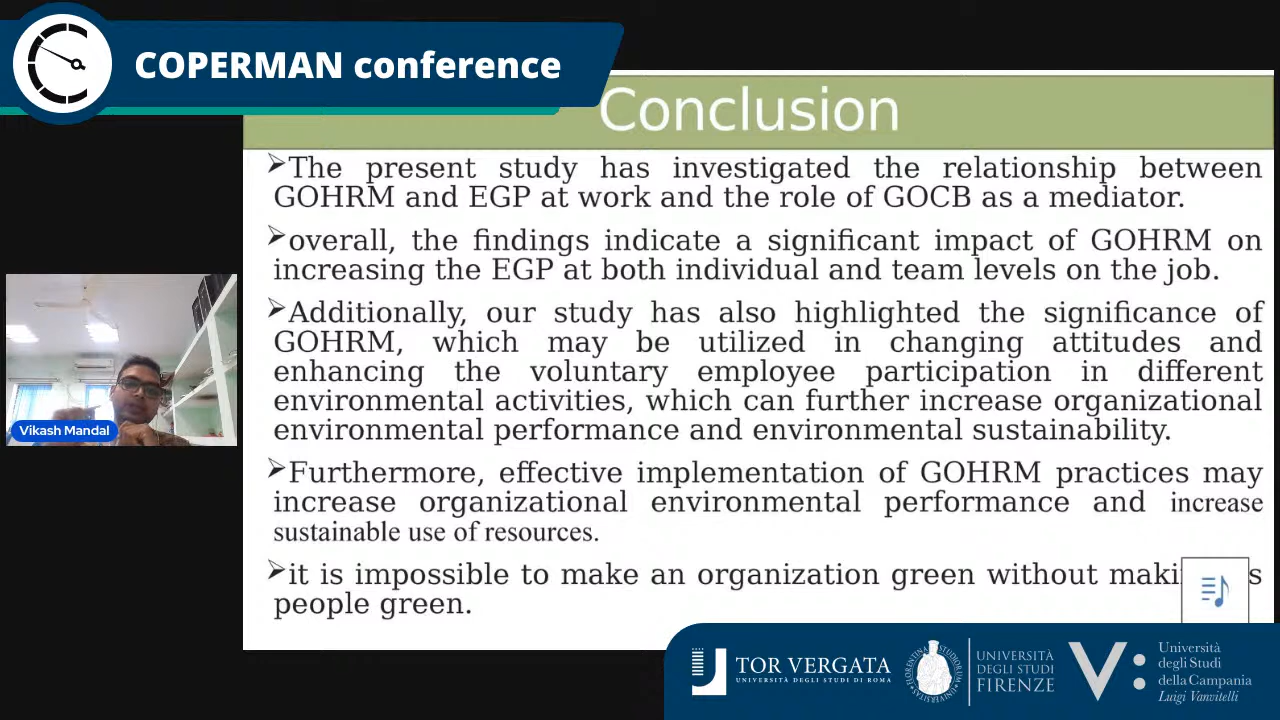 COPERMAN conference
Conclusion
➢The present study has investigated the relationship between
GOHRM and EGP at work and the role of GOCB as a mediator.
➢overall, the findings indicate a significant impact of GOHRM on
increasing the EGP at both individual and team levels on the job.
➢Additionally, our study has also highlighted the significance of
GOHRM, which may be utilized in changing attitudes and
enhancing the voluntary employee participation in different
environmental activities, which can further increase organizational
environmental performance and environmental sustainability.
➢Furthermore, effective implementation of GOHRM practices may
increase organizational environmental performance and increase
sustainable use of resources.
➢it is impossible to make an organization green without
people green.
Vikash Mandal
TOR VERGATA
UNIVERSITÀ DEGLI STUDI DI ROMA
UNIVERSITÀ
DEGLI STUDI
FIRENZE
Università
degli Studi
della Campania
Luigi Vanvitelli